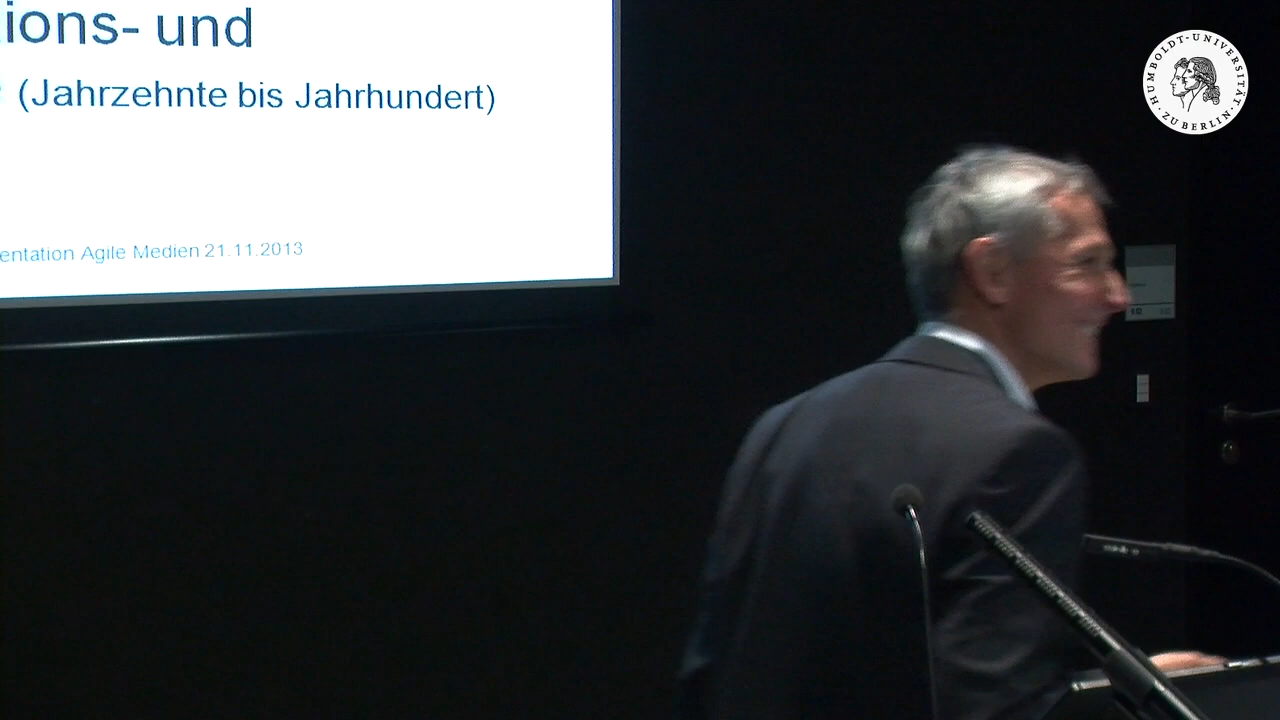 ions- und
(Jahrzehnte bis Jahrhundert)
entation Agile Medien 21.11.2013
HUMBOLDT-UNIVERSITÄT ZU BERLIN